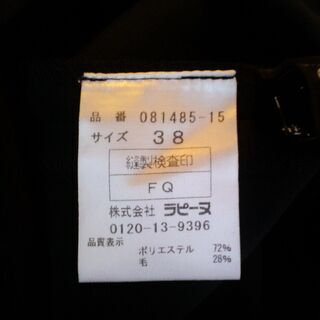 品番 081485-15
サイズ 38
縫製検査印
FQ
株式会社 ラピーヌ
0120-13-9396
品質表示
ポリエステル 72%
毛 28%